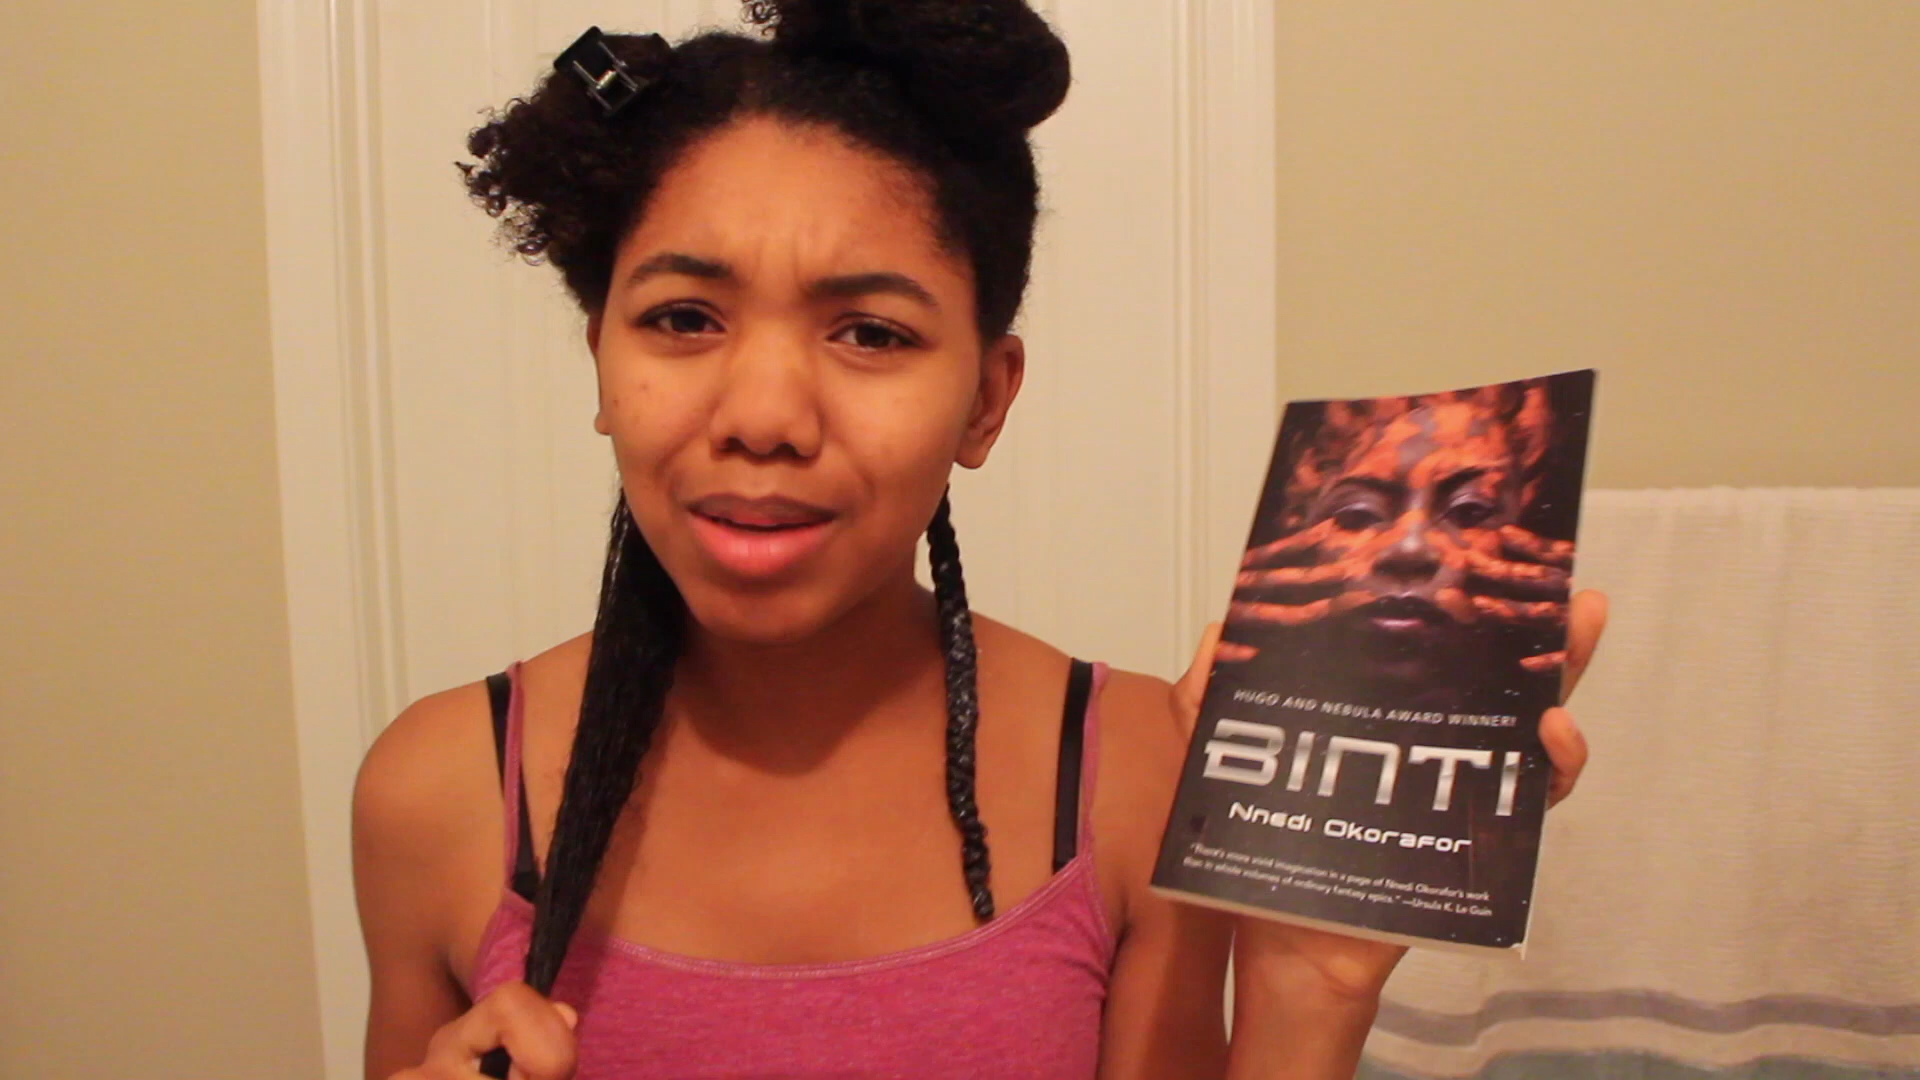 HUGO AND NEBULA AWARD WINNER!
BINTI
Nnedi Okorafor
"There's more vivid imagination in a page of Nnedi Okorafor's work
than in whole volumes of ordinary fantasy epics." —Ursula K. Le Guin